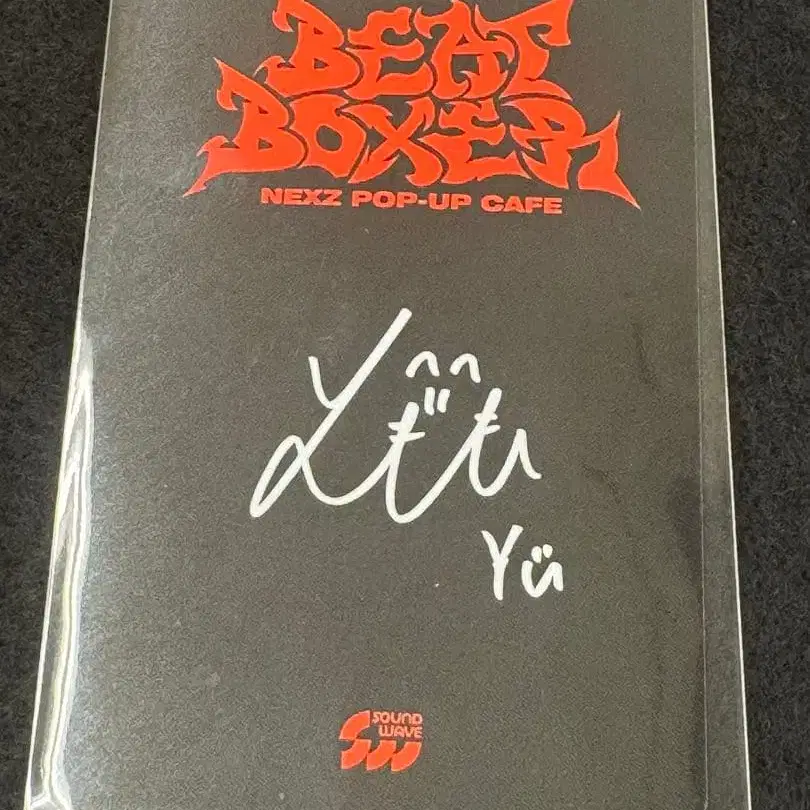 BEAT
BOXER
NEXZ POP-UP CAFE
Yü
SOUND
WAVE